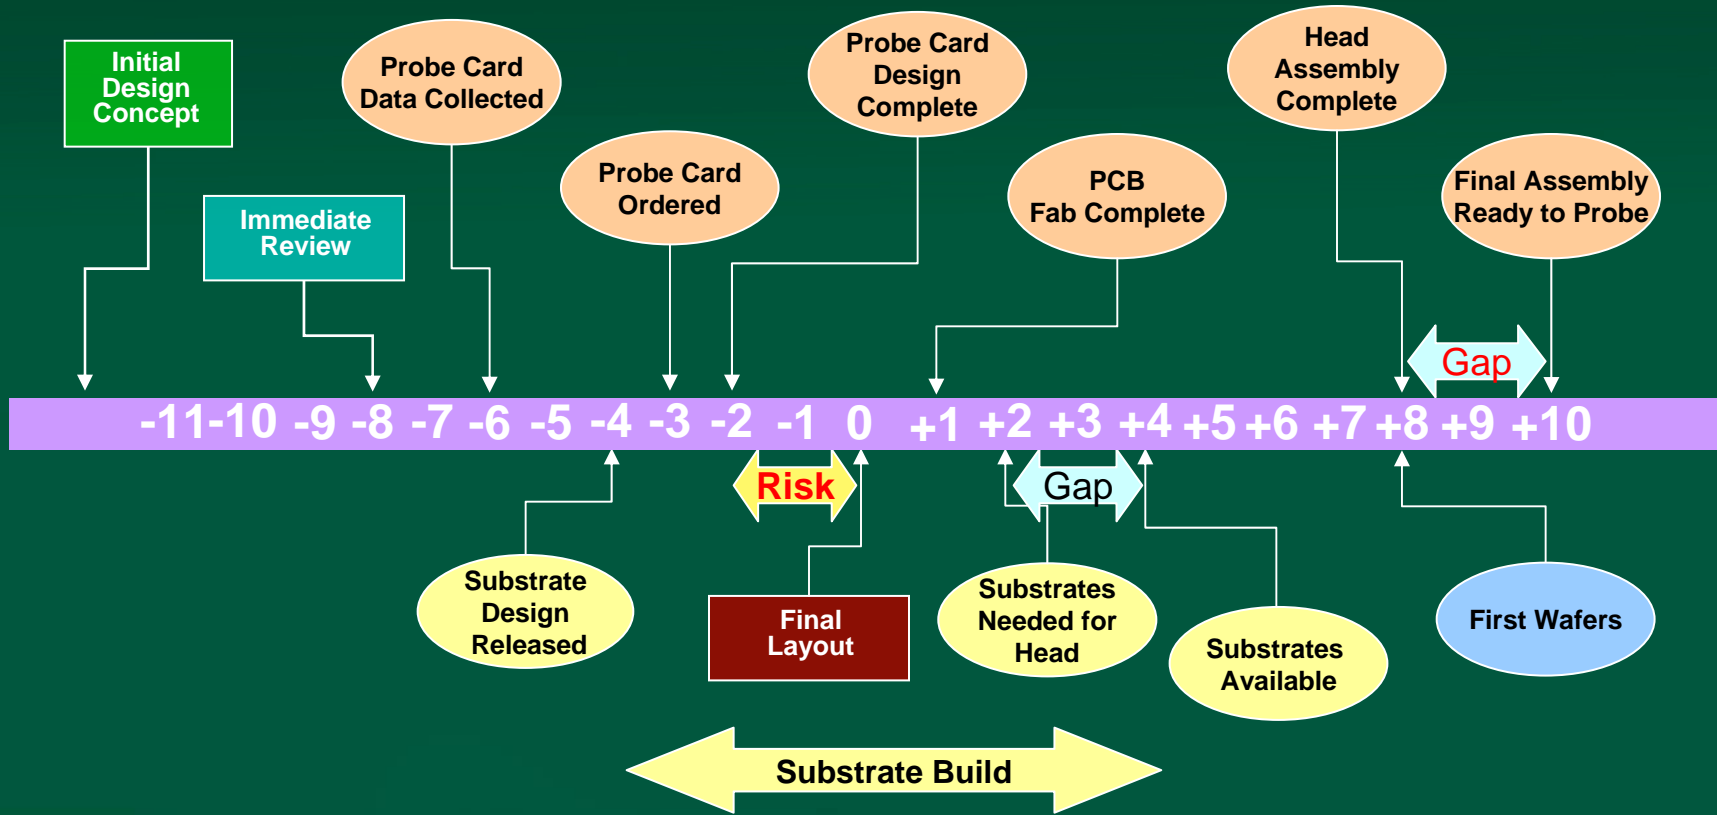 Initial
Design
Concept
Probe Card
Data Collected
Probe Card
Design
Complete
Head
Assembly
Complete
Immediate
Review
Probe Card
Ordered
PCB
Fab Complete
Final Assembly
Ready to Probe
Gap
-11 -10 -9 -8 -7 -6 -5 -4 -3 -2 -1 0 +1 +2 +3 +4 +5 +6 +7 +8 +9 +10
Risk
Gap
Substrate
Design
Released
Final
Layout
Substrates
Needed for
Head
Substrates
Available
First Wafers
Substrate Build